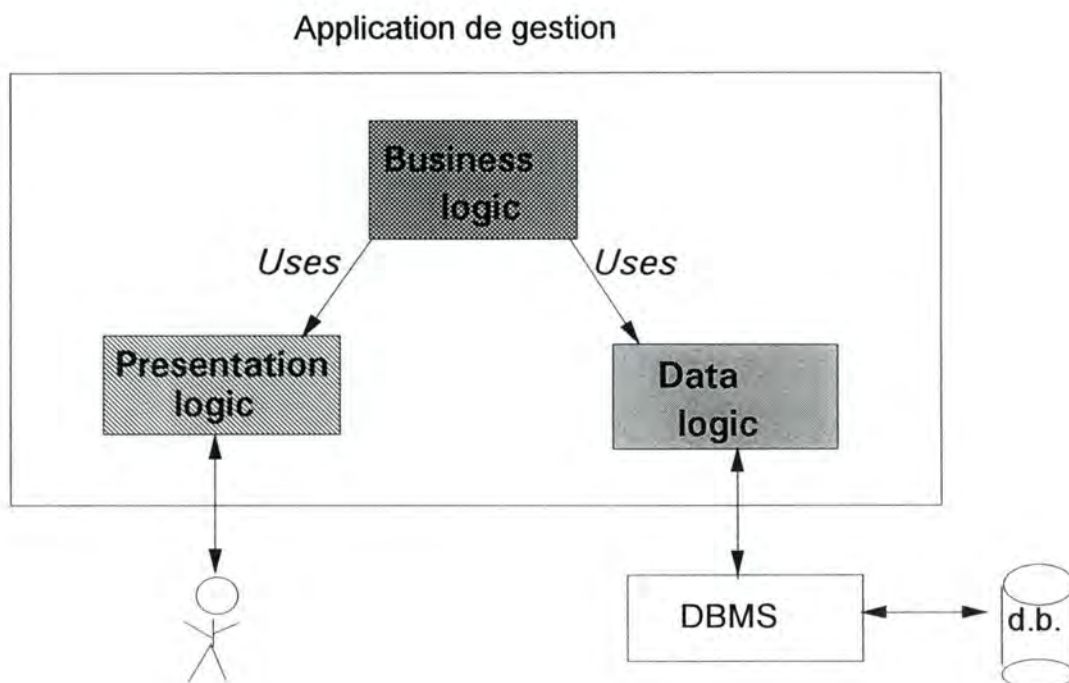 Application de gestion
Business
logic
Uses
Uses
Presentation
logic
Data
logic
DBMS
d.b.